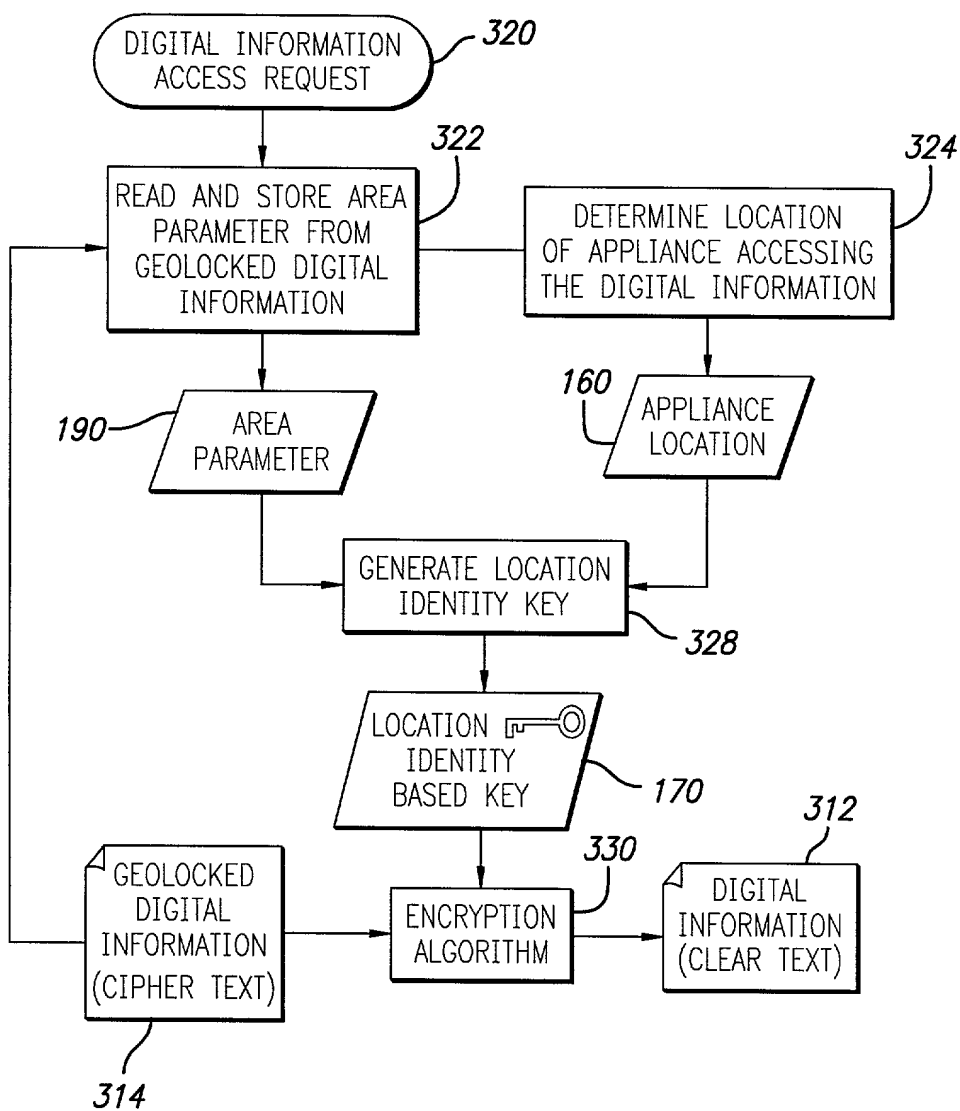 DIGITAL INFORMATION
ACCESS REQUEST
320
322
READ AND STORE AREA
PARAMETER FROM
GEOLOCKED DIGITAL
INFORMATION
324
DETERMINE LOCATION
OF APPLIANCE ACCESSING
THE DIGITAL INFORMATION
190
AREA
PARAMETER
160
APPLIANCE
LOCATION
GENERATE LOCATION
IDENTITY KEY
328
LOCATION
IDENTITY
BASED KEY
170
GEOLOCKED
DIGITAL
INFORMATION
(CIPHER TEXT)
314
330
ENCRYPTION
ALGORITHM
312
DIGITAL
INFORMATION
(CLEAR TEXT)